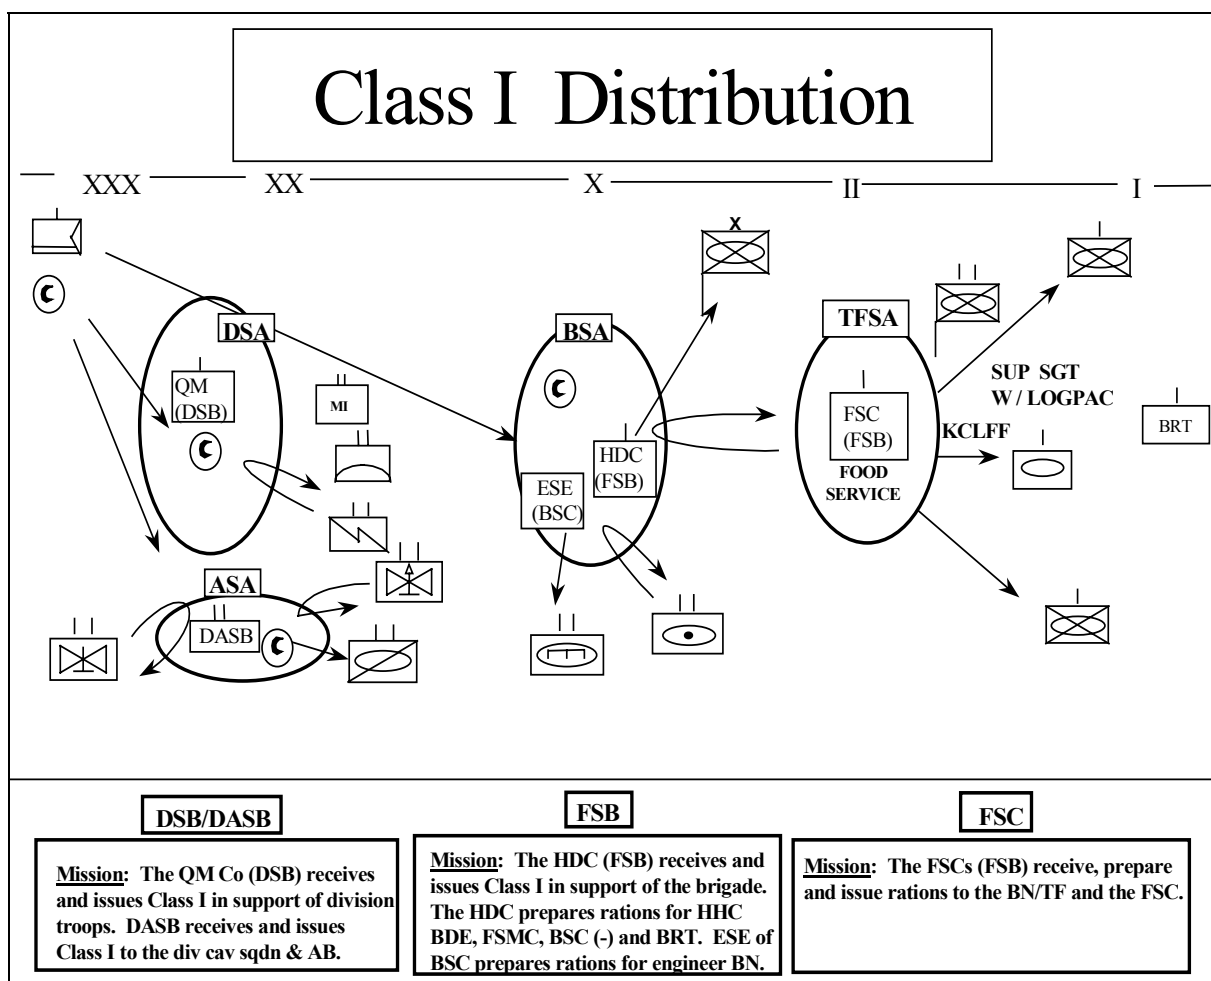 Class I Distribution
XXX XX X II I
X
DSA
BSA
TFSA
QM
(DSB)
MI
HDC
(FSB)
ESE
(BSC)
FSC
(FSB)
FOOD
SERVICE
SUP SGT
W / LOGPAC
KCLFF
BRT
ASA
DASB
DSB/DASB
Mission: The QM Co (DSB) receives
and issues Class I in support of division
troops. DASB receives and issues
Class I to the div cav sqdn & AB.
FSB
Mission: The HDC (FSB) receives and
issues Class I in support of the brigade.
The HDC prepares rations for HHC
BDE, FSMC, BSC (-) and BRT. ESE of
BSC prepares rations for engineer BN.
FSC
Mission: The FSCs (FSB) receive, prepare
and issue rations to the BN/TF and the FSC.